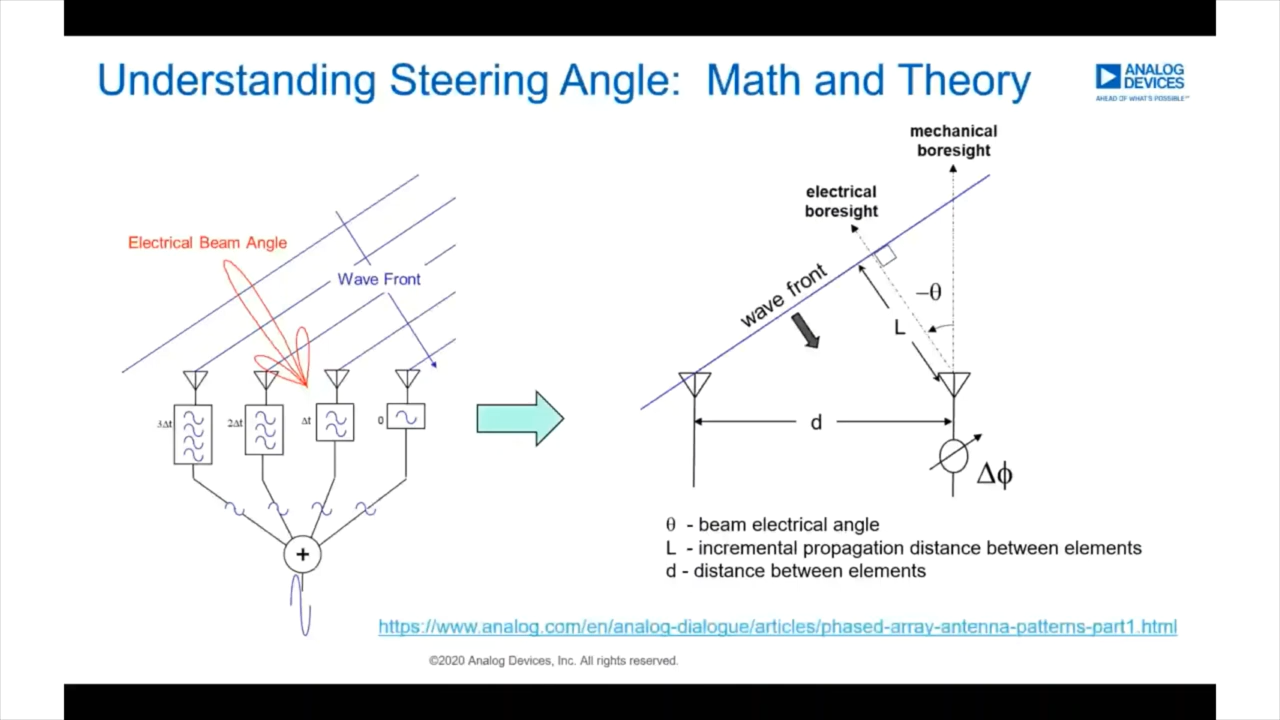 Understanding Steering Angle: Math and Theory
ANALOG
DEVICES
AHEAD OF WHAT'S POSSIBLE™
mechanical
boresight
electrical
boresight
Electrical Beam Angle
Wave Front
wave front
−θ
L
3Δt
2Δt
Δt
0
d
+
Δϕ
θ - beam electrical angle
L - incremental propagation distance between elements
d - distance between elements
https://www.analog.com/en/analog-dialogue/articles/phased-array-antenna-patterns-part1.html
©2020 Analog Devices, Inc. All rights reserved.